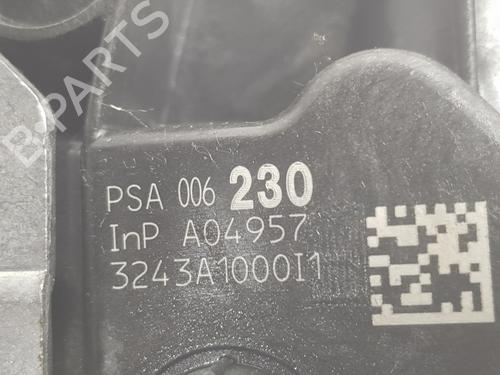 B-PARTS
PSA 006 230
InP A04957
3243A1000I1